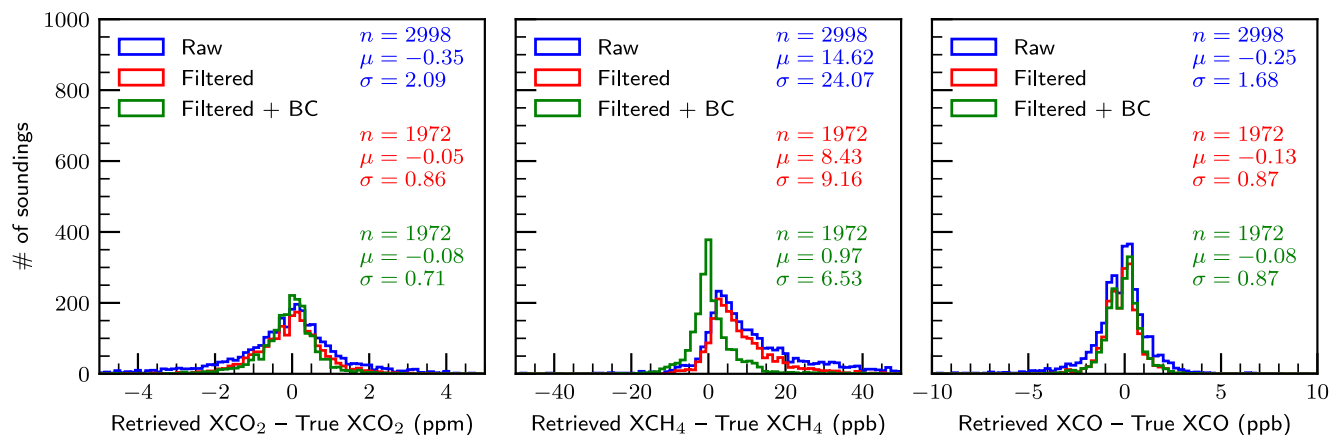 1000
800
600
400
200
0
# of soundings
Raw
Filtered
Filtered + BC
n = 2998
μ = −0.35
σ = 2.09
n = 1972
μ = −0.05
σ = 0.86
n = 1972
μ = −0.08
σ = 0.71
−4 −2 0 2 4
Retrieved XCO₂ – True XCO₂ (ppm)
Raw
Filtered
Filtered + BC
n = 2998
μ = 14.62
σ = 24.07
n = 1972
μ = 8.43
σ = 9.16
n = 1972
μ = 0.97
σ = 6.53
−40 −20 0 20 40
Retrieved XCH₄ – True XCH₄ (ppb)
Raw
Filtered
Filtered + BC
n = 2998
μ = −0.25
σ = 1.68
n = 1972
μ = −0.13
σ = 0.87
n = 1972
μ = −0.08
σ = 0.87
−10 −5 0 5 10
Retrieved XCO – True XCO (ppb)